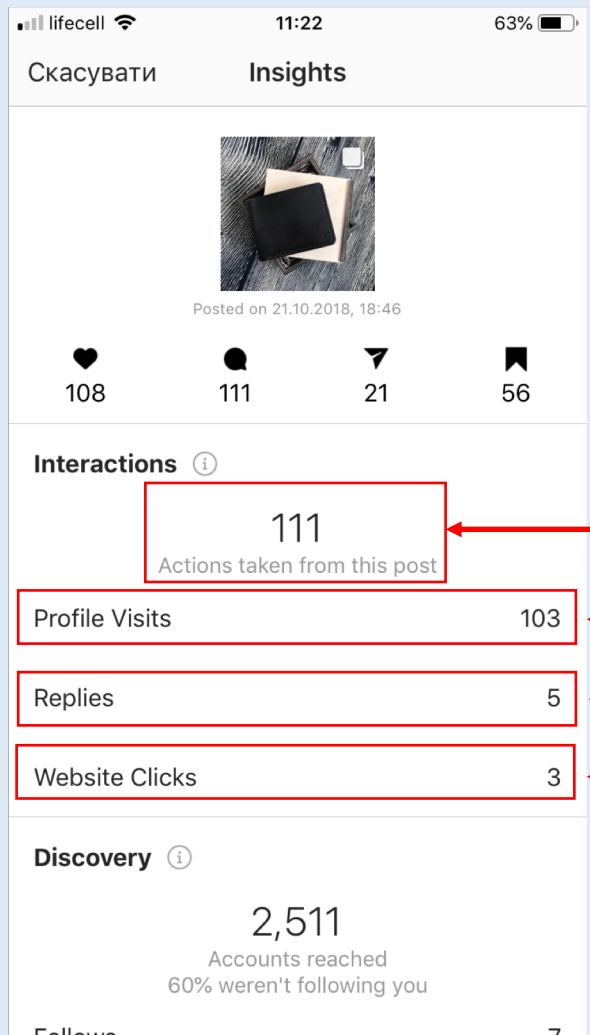 lifecell 11:22 63%
Скасувати Insights
Posted on 21.10.2018, 18:46
108 111 21 56
Interactions
111
Actions taken from this post
Profile Visits 103
Replies 5
Website Clicks 3
Discovery
2,511
Accounts reached
60% weren't following you
Follows 7